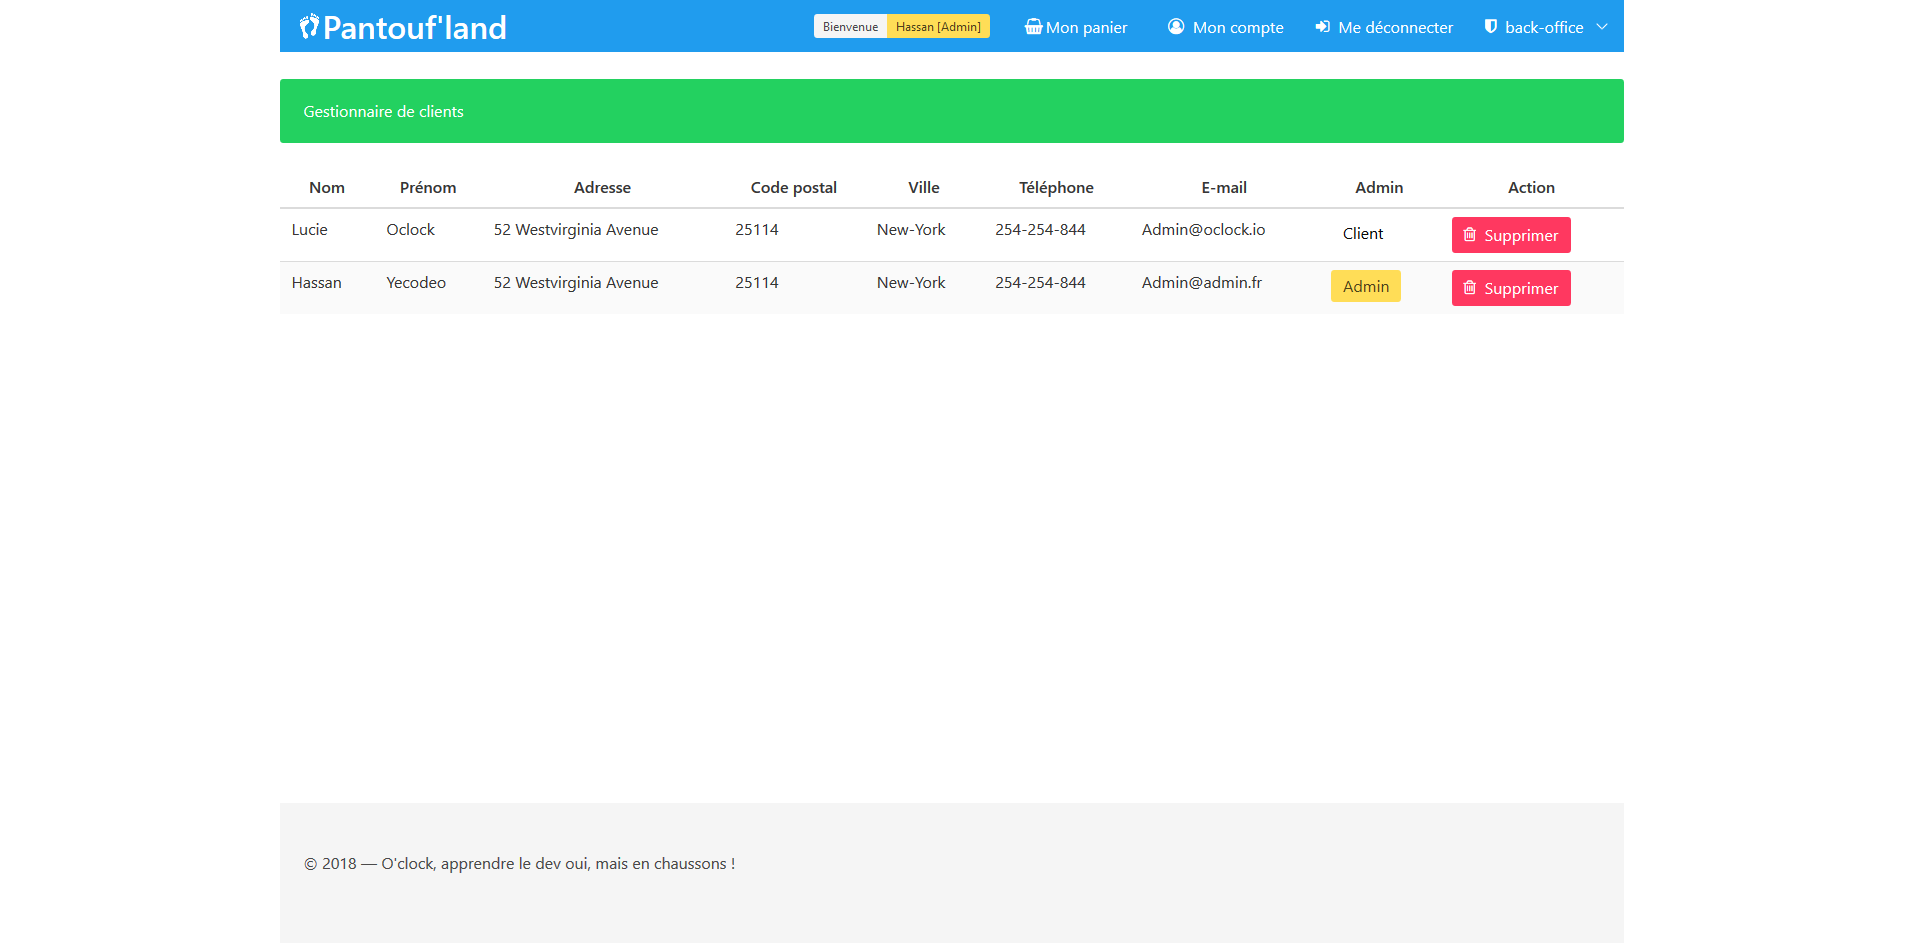 Pantouf'land Bienvenue Hassan [Admin] Mon panier Mon compte Me déconnecter back-office
Gestionnaire de clients
Nom Prénom Adresse Code postal Ville Téléphone E-mail Admin Action
Lucie Oclock 52 Westvirginia Avenue 25114 New-York 254-254-844 Admin@oclock.io Client Supprimer
Hassan Yecodeo 52 Westvirginia Avenue 25114 New-York 254-254-844 Admin@admin.fr Admin Supprimer
© 2018 — O'clock, apprendre le dev oui, mais en chaussons !